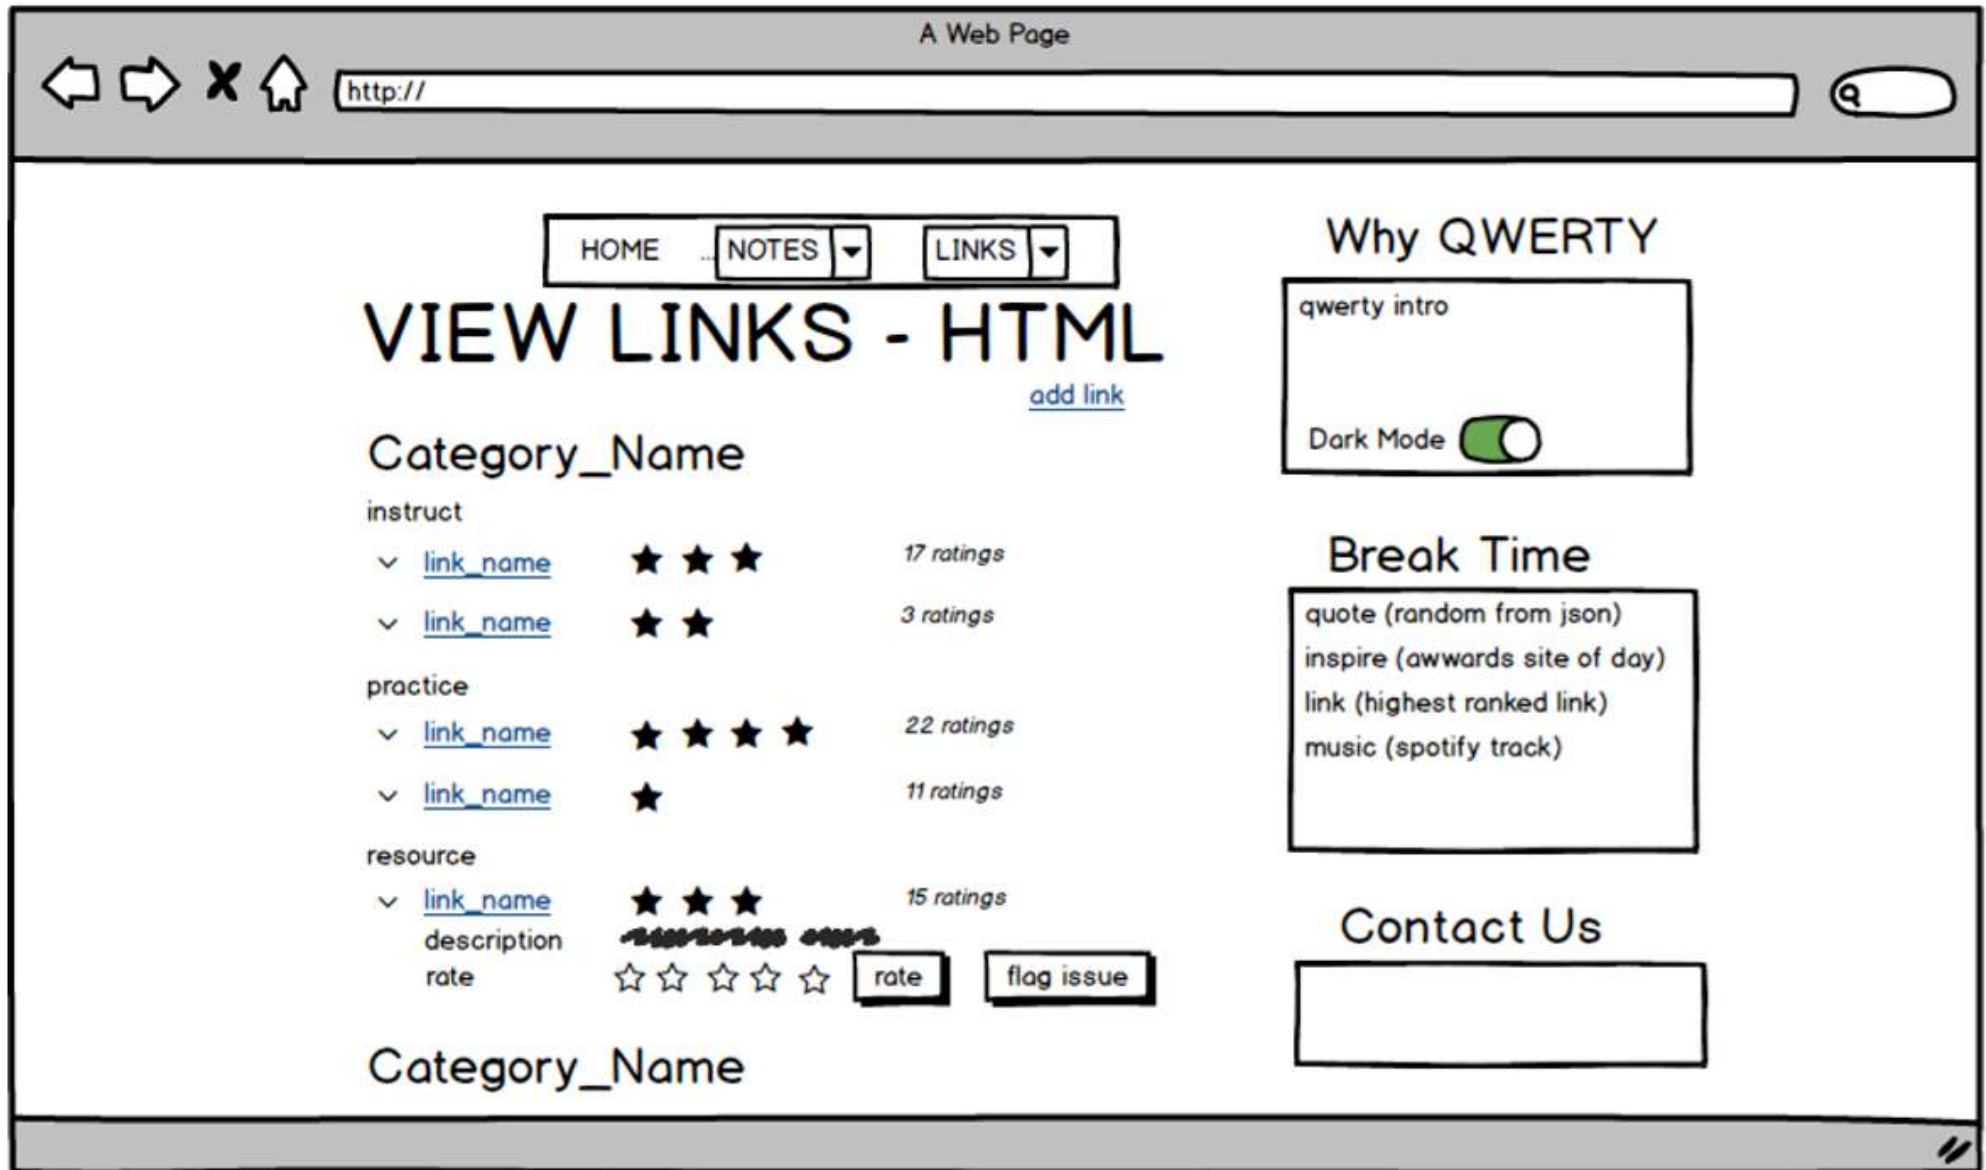 A Web Page
http://
HOME ... NOTES LINKS
VIEW LINKS - HTML
add link
Category_Name
instruct
link_name 17 ratings
link_name 3 ratings
practice
link_name 22 ratings
link_name 11 ratings
resource
link_name 15 ratings
description
rate rate flag issue
Category_Name
Why QWERTY
qwerty intro
Dark Mode
Break Time
quote (random from json)
inspire (awwards site of day)
link (highest ranked link)
music (spotify track)
Contact Us